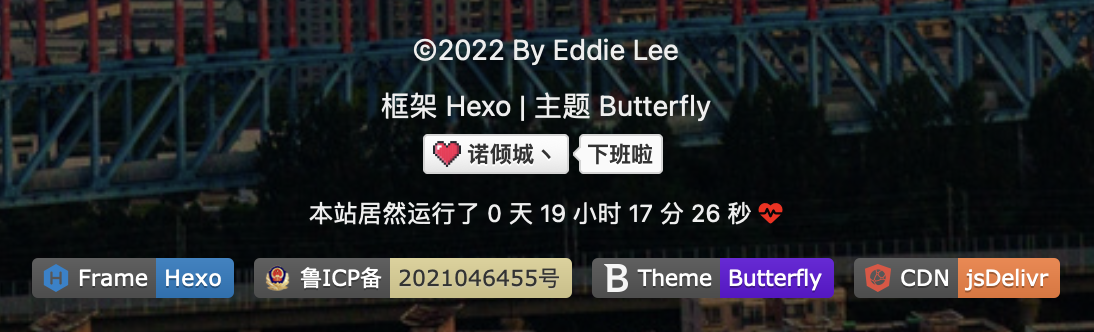 ©2022 By Eddie Lee
框架 Hexo | 主题 Butterfly
诺倾城丶 下班啦
本站居然运行了 0 天 19 小时 17 分 26 秒
Frame Hexo 鲁ICP备 2021046455号 B Theme Butterfly CDN jsDelivr